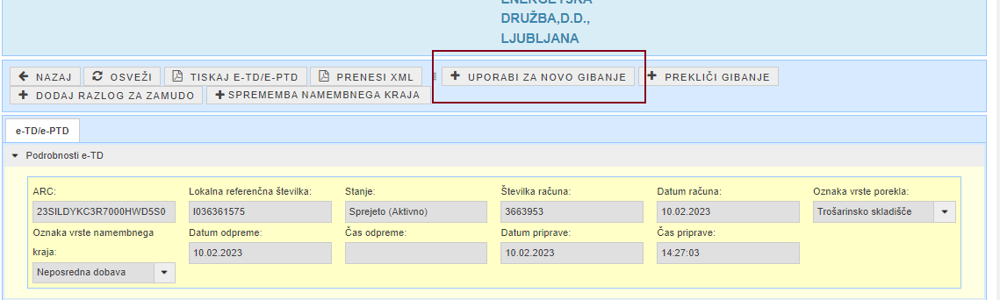 ENERGETSKA
DRUŽBA,D.D.,
LJUBLJANA
NAZAJ OSVEŽI TISKAJ E-TD/E-PTD PRENESI XML UPORABI ZA NOVO GIBANJE PREKLIČI GIBANJE
DODAJ RAZLOG ZA ZAMUDO SPREMEMBA NAMEMBNEGA KRAJA
e-TD/e-PTD
Podrobnosti e-TD
ARC: Lokalna referenčna številka: Stanje: Številka računa: Datum računa: Oznaka vrste porekla:
23SILDYKC3R7000HWD5S0 I036361575 Sprejeto (Aktivno) 3663953 10.02.2023 Trošarinsko skladišče
Oznaka vrste namembnega Datum odpreme: Čas odpreme: Datum priprave: Čas priprave:
kraja: 10.02.2023 10.02.2023 14:27:03
Neposredna dobava